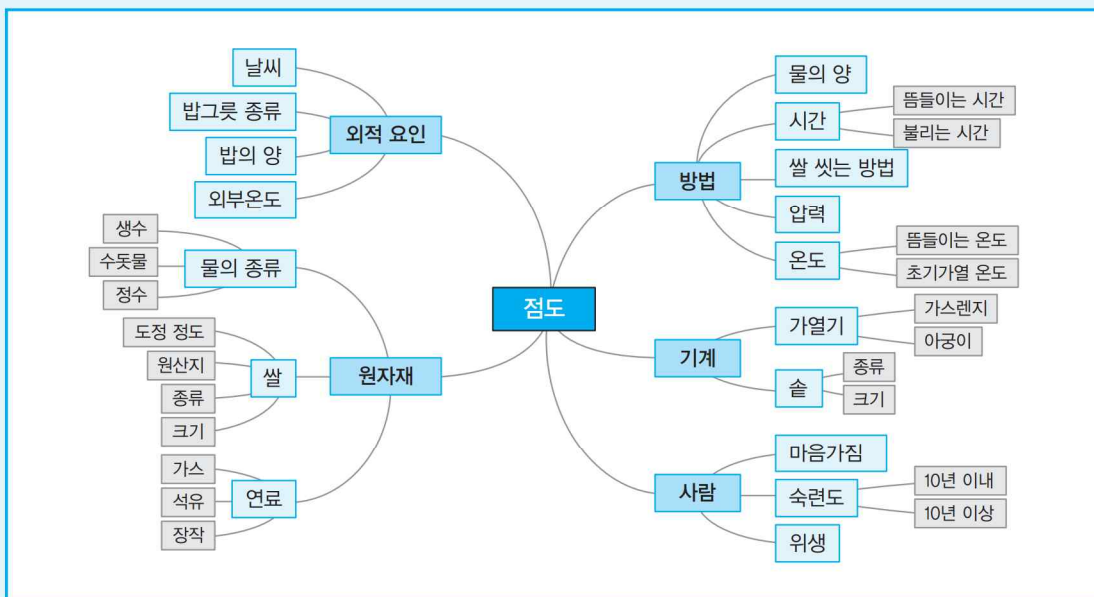 점도
외적 요인
날씨
밥그릇 종류
밥의 양
외부온도
원자재
물의 종류
생수
수돗물
정수
쌀
도정 정도
원산지
종류
크기
연료
가스
석유
장작
방법
물의 양
시간
뜸들이는 시간
불리는 시간
쌀 씻는 방법
압력
온도
뜸들이는 온도
초기가열 온도
기계
가열기
가스렌지
아궁이
솥
종류
크기
사람
마음가짐
숙련도
10년 이내
10년 이상
위생